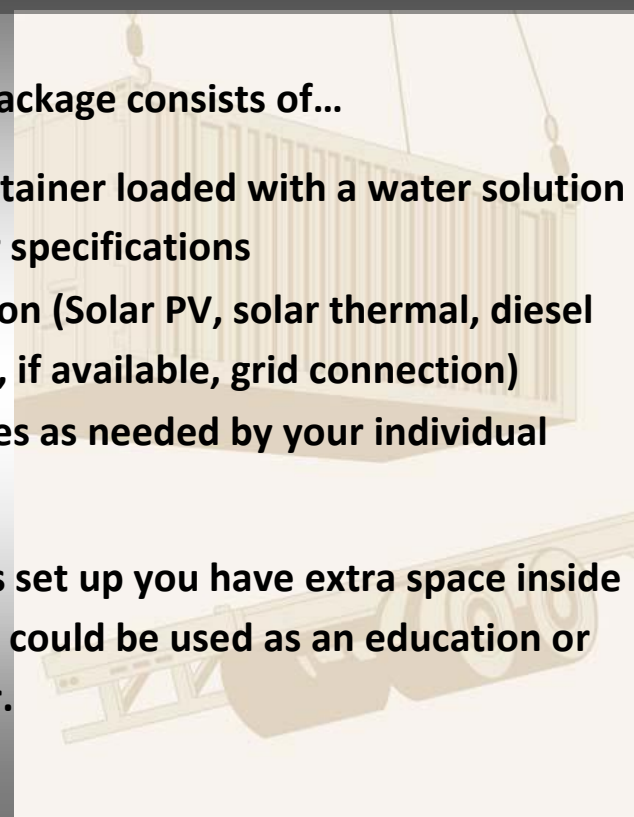 ackage consists of…
tainer loaded with a water solution
specifications
on (Solar PV, solar thermal, diesel
, if available, grid connection)
es as needed by your individual
s set up you have extra space inside
could be used as an education or
.